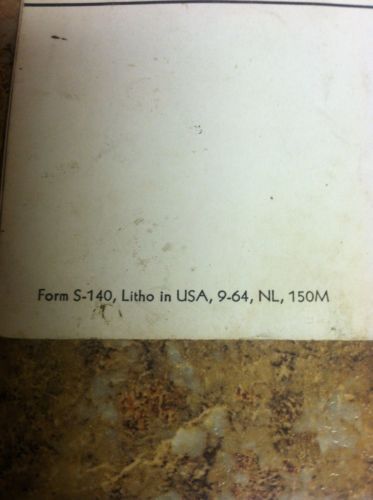 Form S-140, Litho in USA, 9-64, NL, 150M